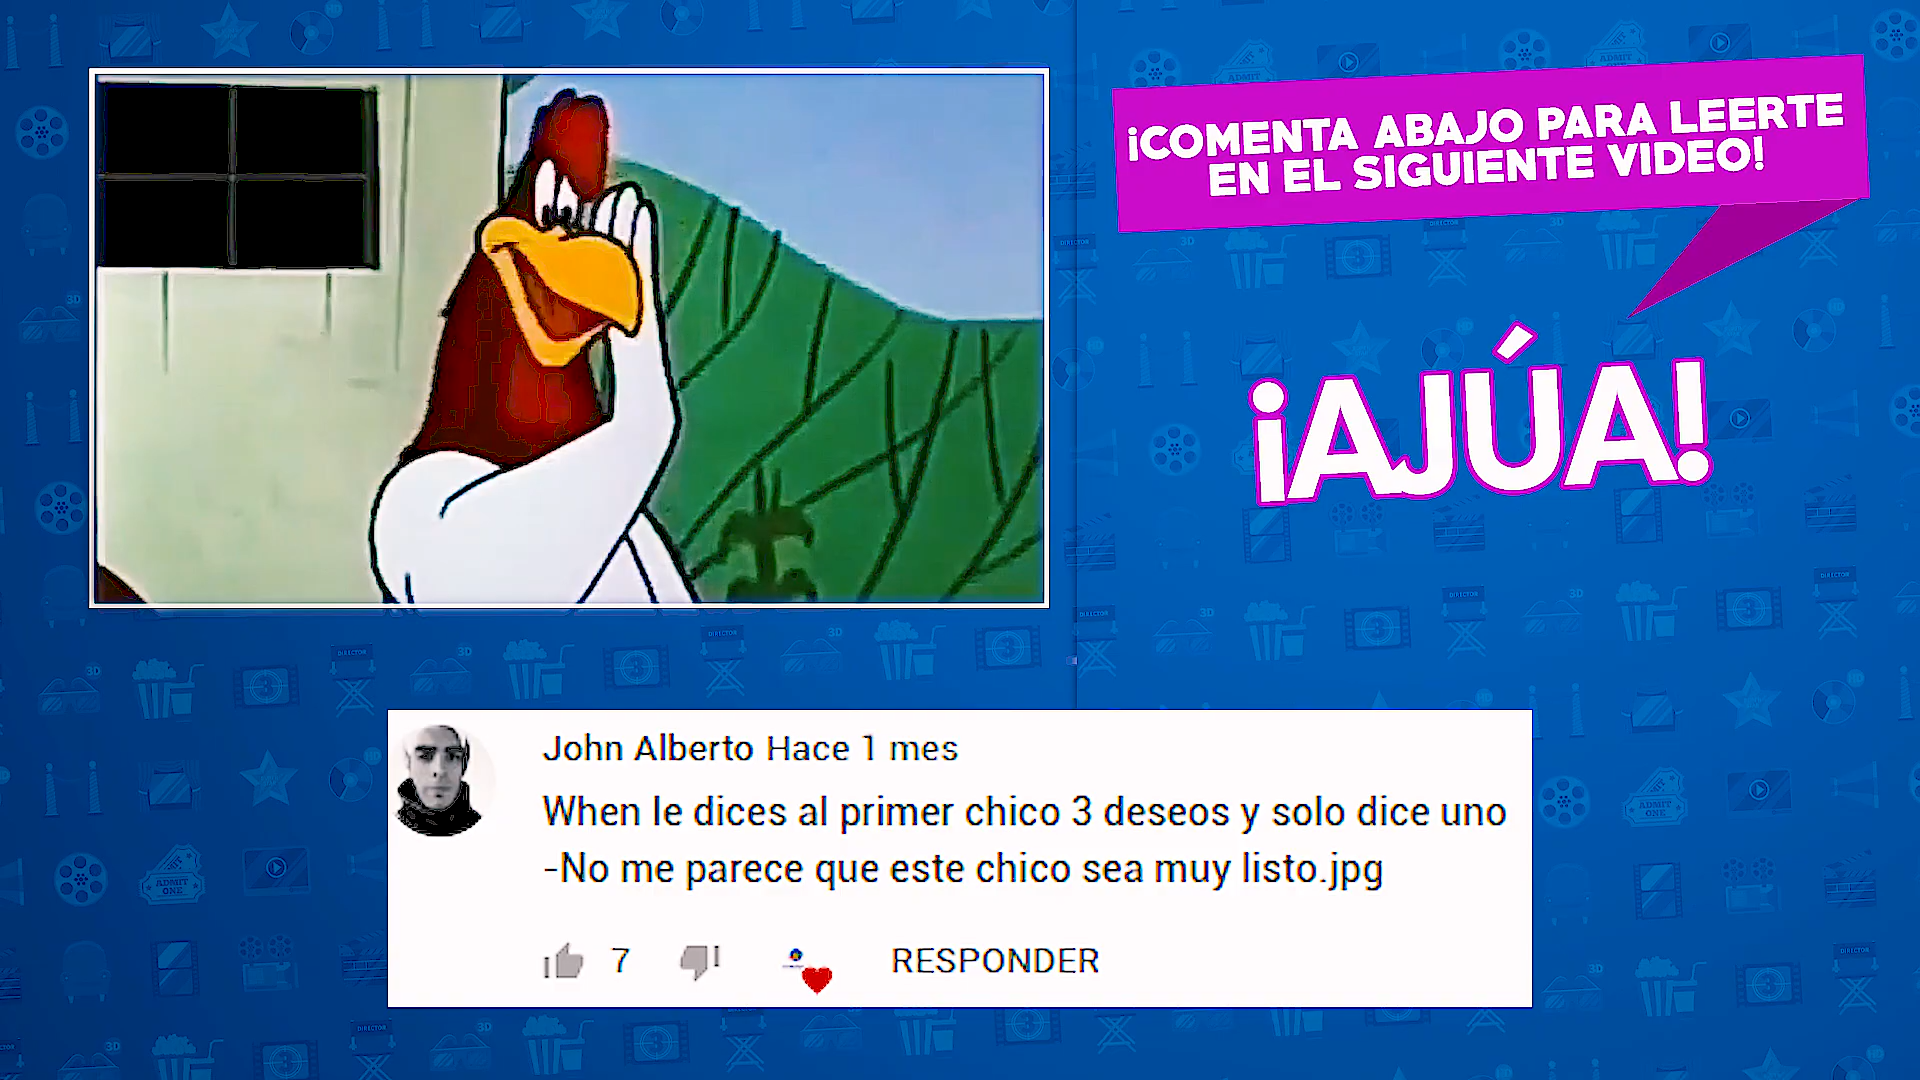 ¡COMENTA ABAJO PARA LEERTE
EN EL SIGUIENTE VIDEO!
¡AJÚA!
John Alberto Hace 1 mes
When le dices al primer chico 3 deseos y solo dice uno
-No me parece que este chico sea muy listo.jpg
7
RESPONDER